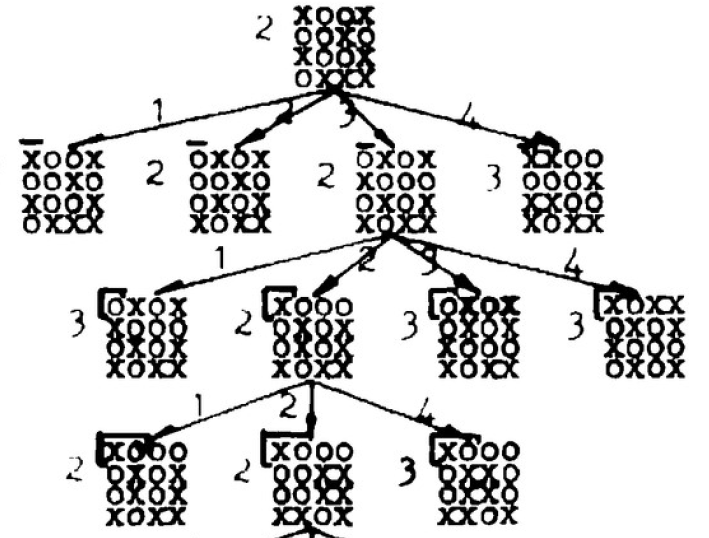 2 XOOX
OOXO
XOOX
OXXX
1 2 3 4
XOOX OXOX OXOX XXOO
2 OOXO 2 XOOO 3 OOOX
OOXO
XOOX OXOX OXOX XOOX
OXXX XOXX XOXX XOXX
1 2 3 4
OXOX XOOO OXOX XOXX
3 XOOO 2 OXOX 3 OXOX 3 OXOX
OXOX OXOX XOOO XOOO
XOXX XOXX XOXX OXOX
1 2 4
XOOO XOOO XOOO
2 OXOX 2 OOXX 3 OXXO
OXOX OOXX OXXO
XOXX XXOX XXOX